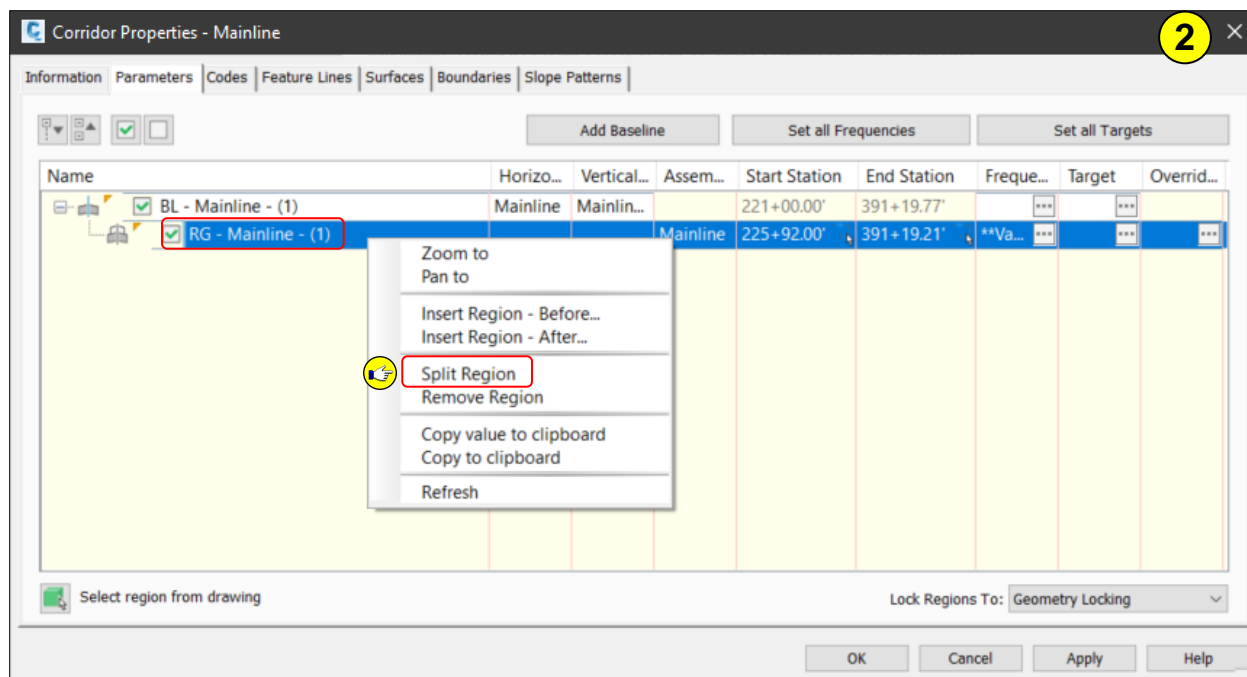 Corridor Properties - Mainline
2
Information Parameters Codes Feature Lines Surfaces Boundaries Slope Patterns
Add Baseline Set all Frequencies Set all Targets
Name Horizo... Vertical... Assem... Start Station End Station Freque... Target Overrid...
BL - Mainline - (1) Mainline Mainlin... 221+00.00' 391+19.77'
RG - Mainline - (1) Mainline 225+92.00' 391+19.21' **Va...
Zoom to
Pan to
Insert Region - Before...
Insert Region - After...
Split Region
Remove Region
Copy value to clipboard
Copy to clipboard
Refresh
Select region from drawing Lock Regions To: Geometry Locking
OK Cancel Apply Help